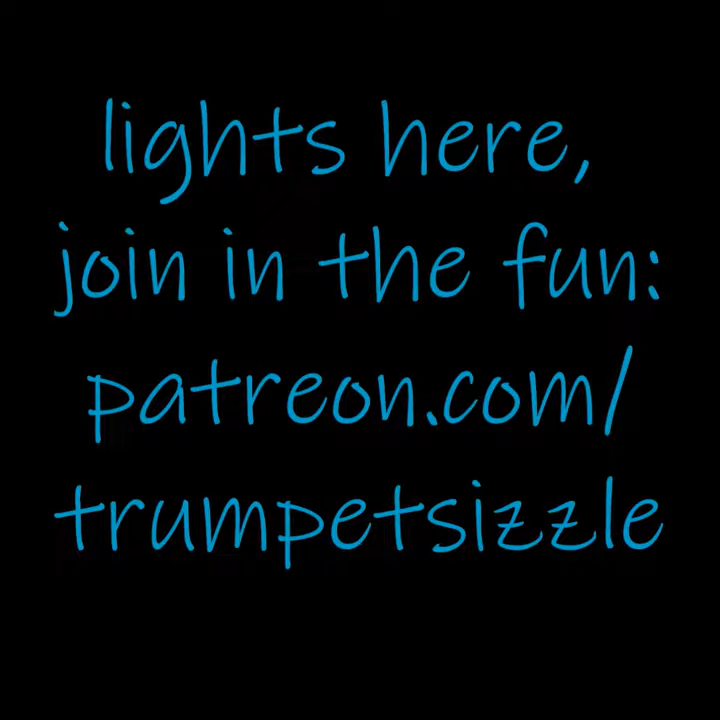 lights here,
join in the fun:
patreon.com/
trumpetsizzle